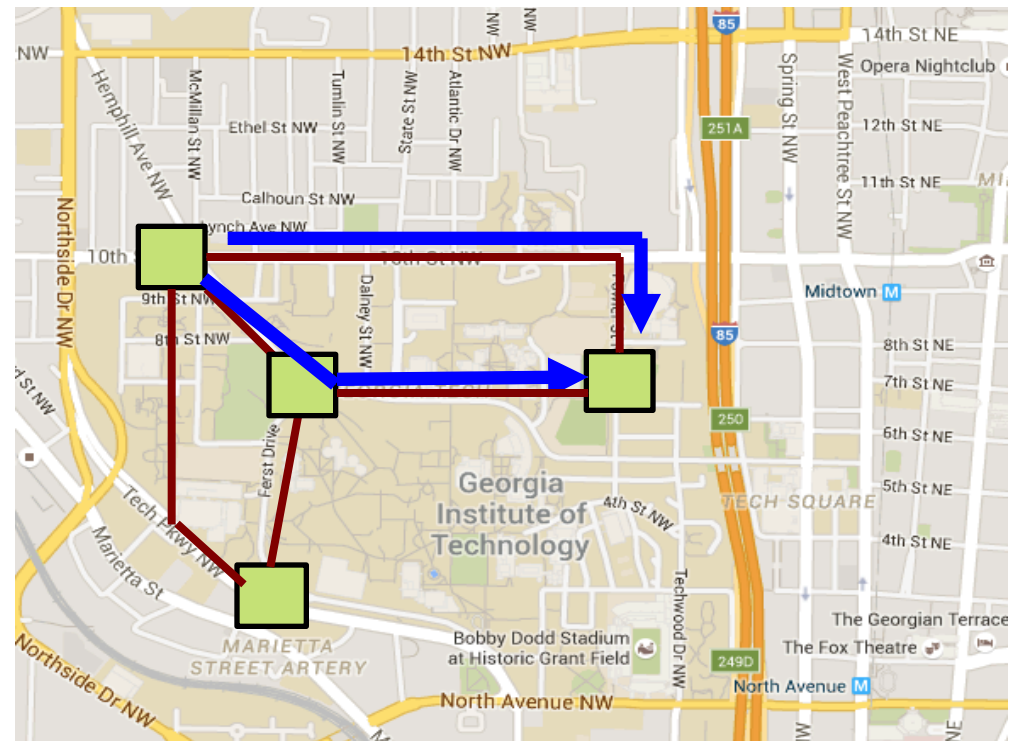 NW
NW
NW
85
14th St NW
14th St NE
Opera Nightclub
Hemphill Ave NW
McMillan St NW
Tumlin St NW
State St NW
Atlantic Dr NW
Spring St NW
West Peachtree St NW
251A
Ethel St NW
12th St NE
11th St NE
Calhoun St NW
Lynch Ave NW
Northside Dr NW
10th St NW
Midtown M
9th St NW
8th St NW
Dalney St NW
85
8th St NE
7th St NE
250
6th St NE
Ferst Drive
Georgia
Institute of
Technology
5th St NE
TECH SQUARE
4th St NW
4th St NE
Tech Pkwy NW
Marietta St
Techwood Dr NW
MARIETTA
STREET ARTERY
Bobby Dodd Stadium
at Historic Grant Field
The Georgian Terrace
The Fox Theatre
249D
North Avenue M
Northside Dr NW
North Avenue NW
NE